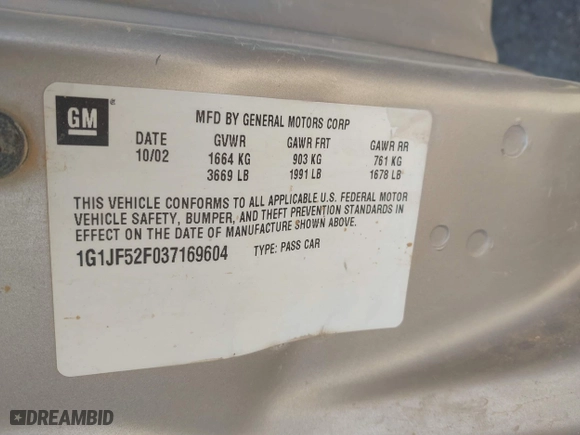 GM ®
MFD BY GENERAL MOTORS CORP
DATE GVWR GAWR FRT GAWR RR
10/02 1664 KG 903 KG 761 KG
3669 LB 1991 LB 1678 LB
THIS VEHICLE CONFORMS TO ALL APPLICABLE U.S. FEDERAL MOTOR
VEHICLE SAFETY, BUMPER, AND THEFT PREVENTION STANDARDS IN
EFFECT ON THE DATE OF MANUFACTURE SHOWN ABOVE.
1G1JF52F037169604 TYPE: PASS CAR
DREAMBID